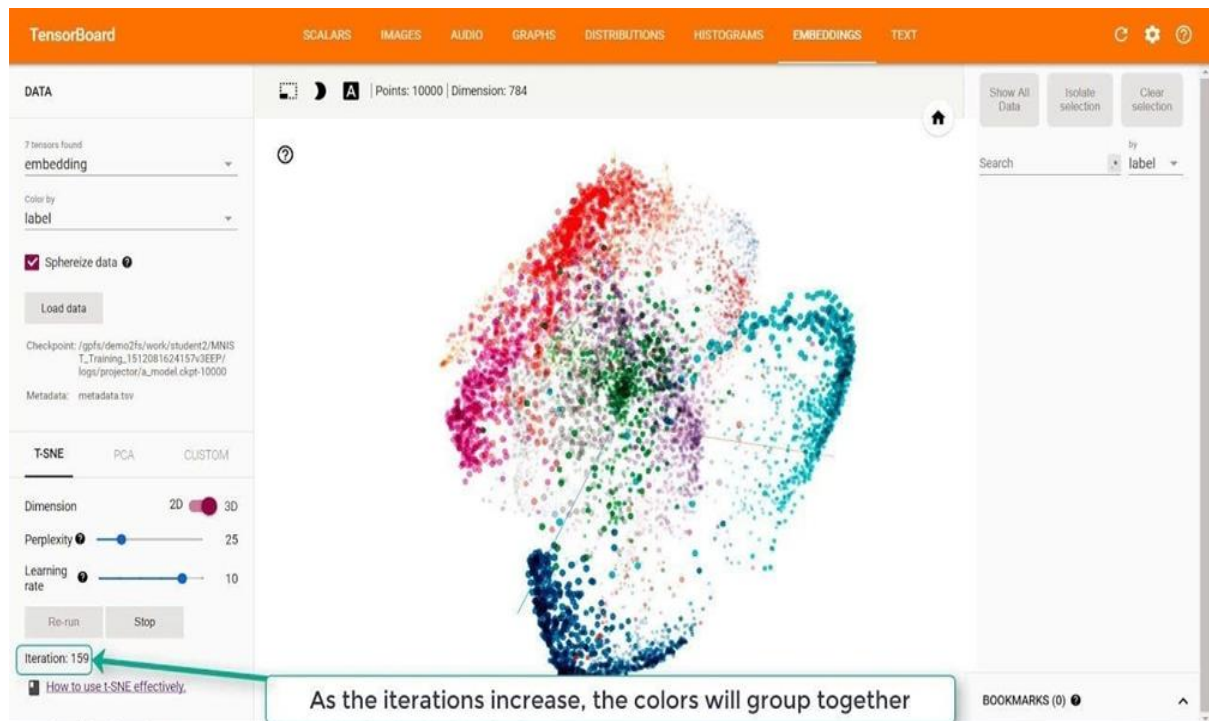 TensorBoard
SCALARS IMAGES AUDIO GRAPHS DISTRIBUTIONS HISTOGRAMS EMBEDDINGS TEXT
DATA
7 tensors found
embedding
Color by
label
Sphereize data
Load data
Checkpoint: /gpfs/demo2fs/work/student2/MNIS
T_Training_1512081624157v3EEP/
logs/projector/a_model.ckpt-10000
Metadata: metadata.tsv
T-SNE PCA CUSTOM
Dimension 2D 3D
Perplexity 25
Learning
rate 10
Re-run Stop
Iteration: 159
How to use t-SNE effectively.
A | Points: 10000 | Dimension: 784
As the iterations increase, the colors will group together
Show All
Data
Isolate
selection
Clear
selection
Search .* by
label
BOOKMARKS (0)